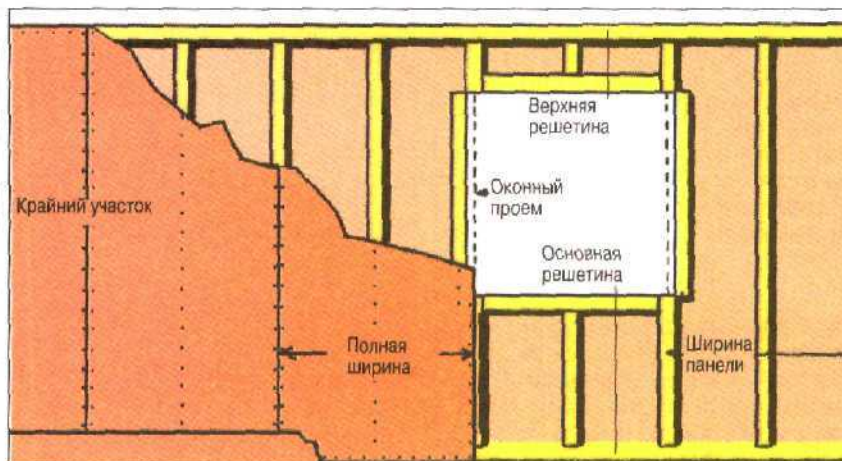 Верхняя
решетина
Крайний участок
Оконный
проем
Основная
решетина
Полная
ширина
Ширина
панели